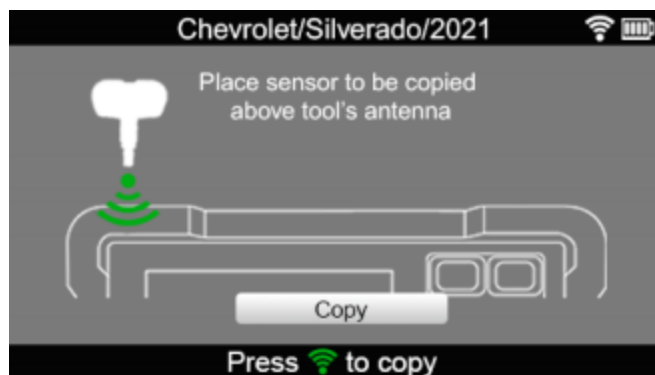 Chevrolet/Silverado/2021
Place sensor to be copied
above tool's antenna
Copy
Press to copy